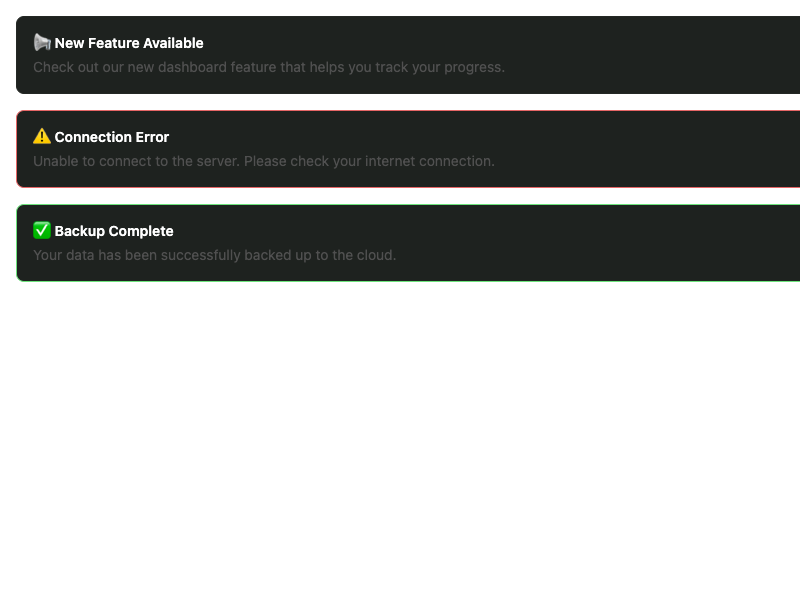 📢 New Feature Available
Check out our new dashboard feature that helps you track your progress.
⚠️ Connection Error
Unable to connect to the server. Please check your internet connection.
✅ Backup Complete
Your data has been successfully backed up to the cloud.